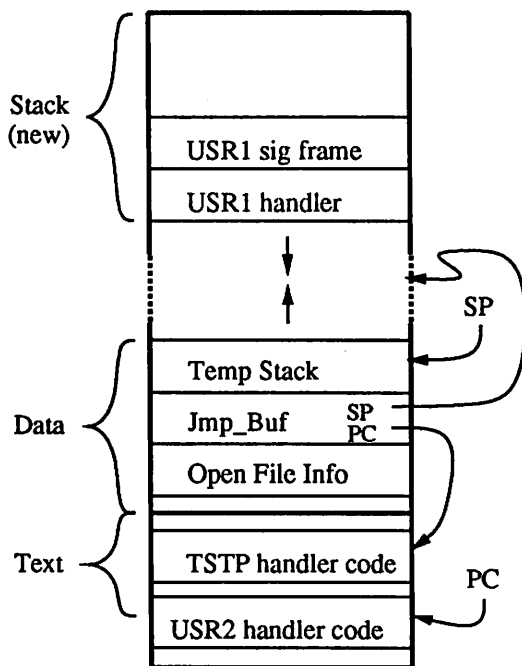 Stack
(new)
USR1 sig frame
USR1 handler
SP
Temp Stack
Data
Jmp_Buf
SP
PC
Open File Info
Text
TSTP handler code
PC
USR2 handler code